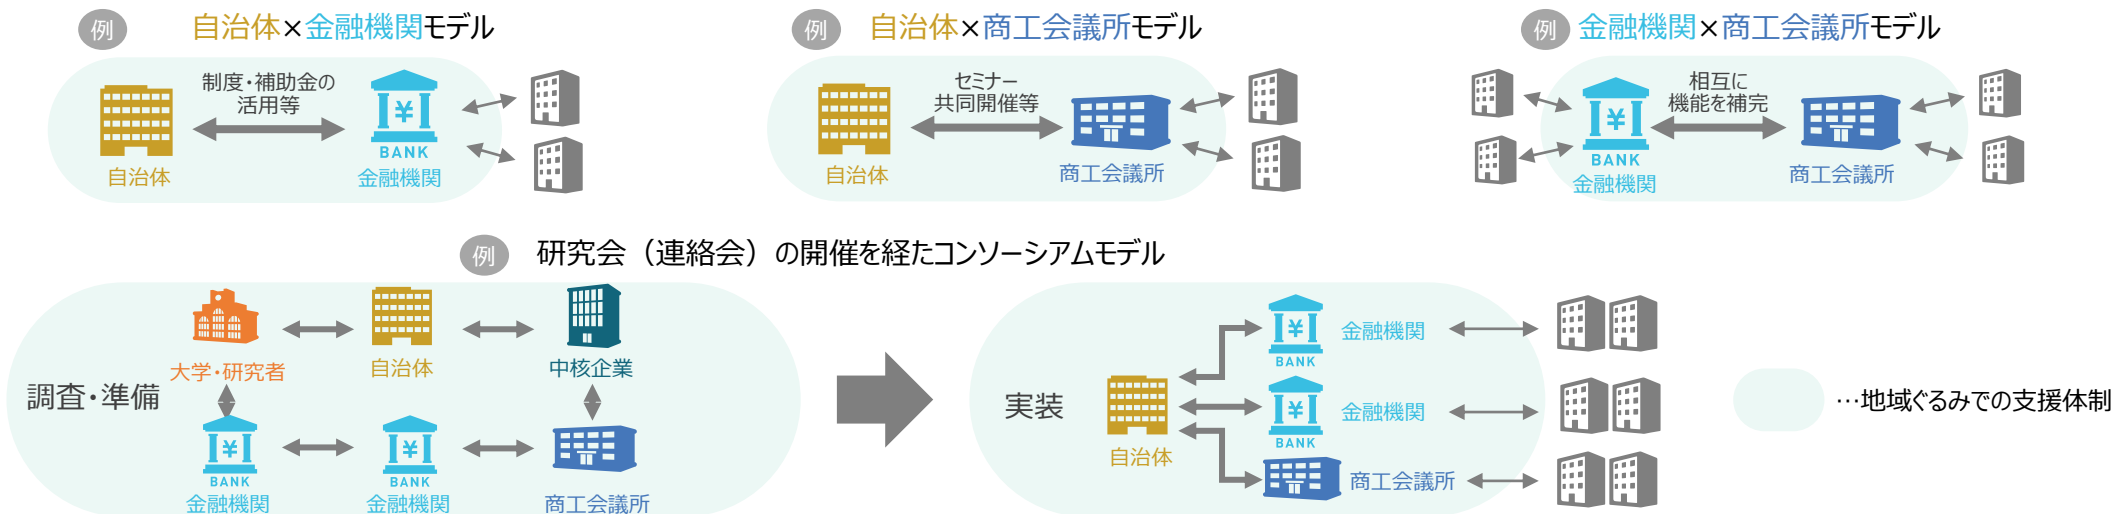 例 自治体×金融機関モデル
制度・補助金の
活用等
¥
BANK
自治体
金融機関
例 自治体×商工会議所モデル
セミナー
共同開催等
自治体
商工会議所
例 金融機関×商工会議所モデル
相互に
機能を補完
¥
BANK
金融機関
商工会議所
例 研究会（連絡会）の開催を経たコンソーシアムモデル
調査・準備
大学・研究者
自治体
中核企業
¥
BANK
金融機関
¥
BANK
金融機関
商工会議所
実装
自治体
¥
BANK
金融機関
¥
BANK
金融機関
商工会議所
…地域ぐるみでの支援体制